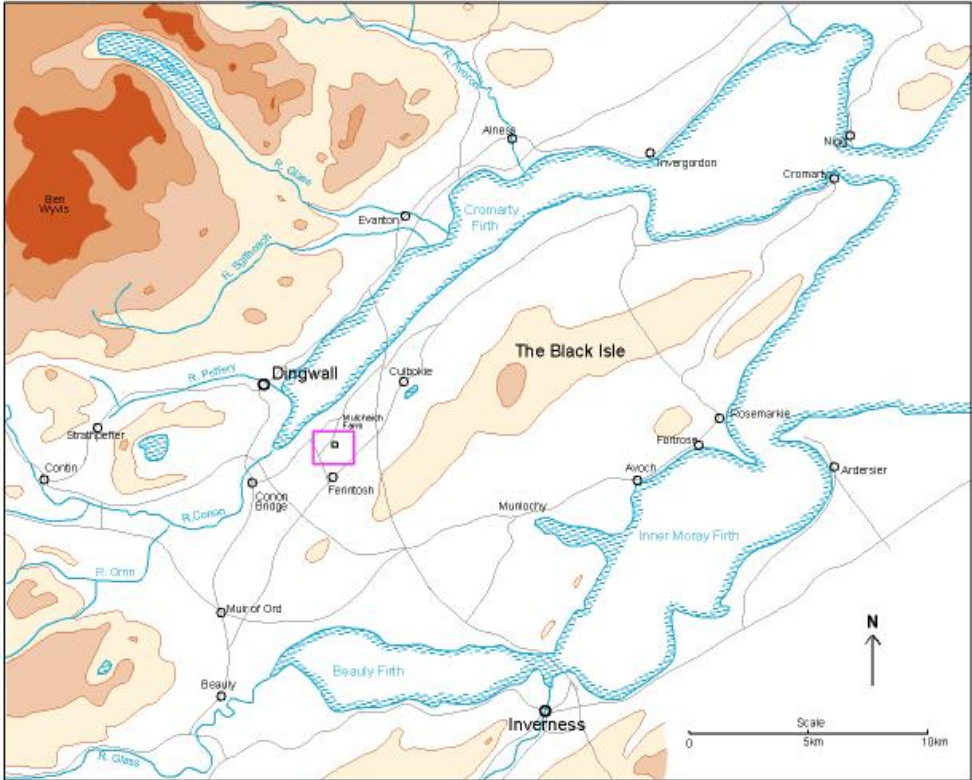 R. Averon
Alness
Nigg
Invergordon
R. Glass
Cromarty
Ben
Wyvis
Evanton
Cromarty
Firth
R. Sgitheach
The Black Isle
Dingwall
R. Peffery
Culbokie
Mulchaich
Farm
Rosemarkie
Strathpeffer
Fortrose
Contin
Avoch
Ardersier
Conon
Bridge
Ferintosh
R.Conon
Munlochy
Inner Moray Firth
R. Orrin
Muir of Ord
N
Beauly Firth
Beauly
Inverness
Scale
0
5km
10km
R. Glass